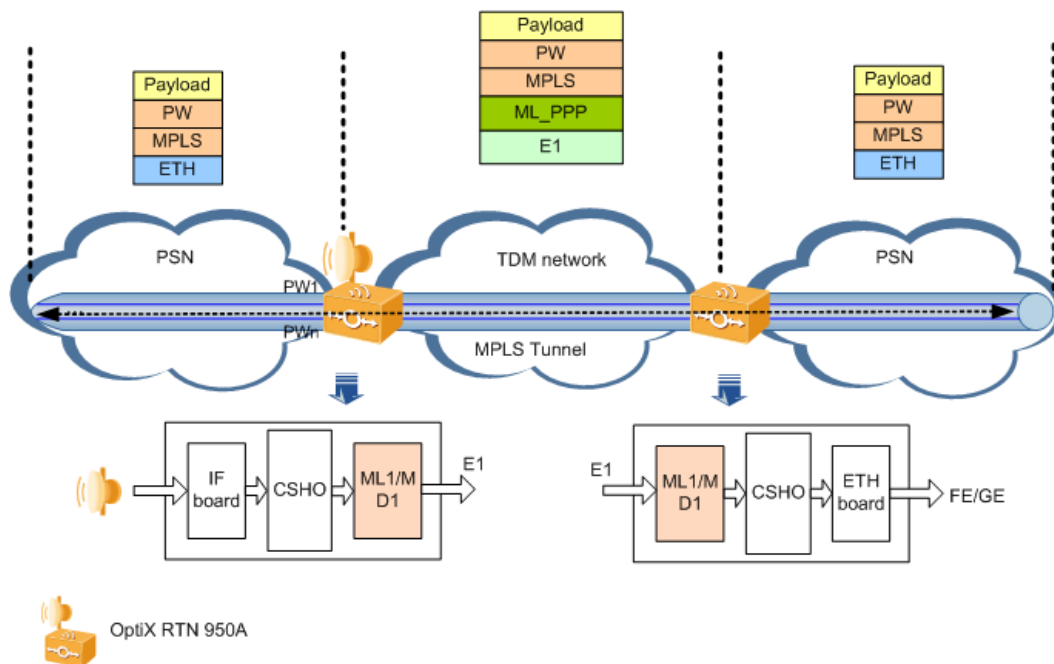 Payload
PW
MPLS
ETH
Payload
PW
MPLS
ML_PPP
E1
Payload
PW
MPLS
ETH
PSN
TDM network
PSN
PW1
PWn
MPLS Tunnel
IF
board
CSHO
ML1/M
D1
E1
E1
ML1/M
D1
CSHO
ETH
board
FE/GE
OptiX RTN 950A